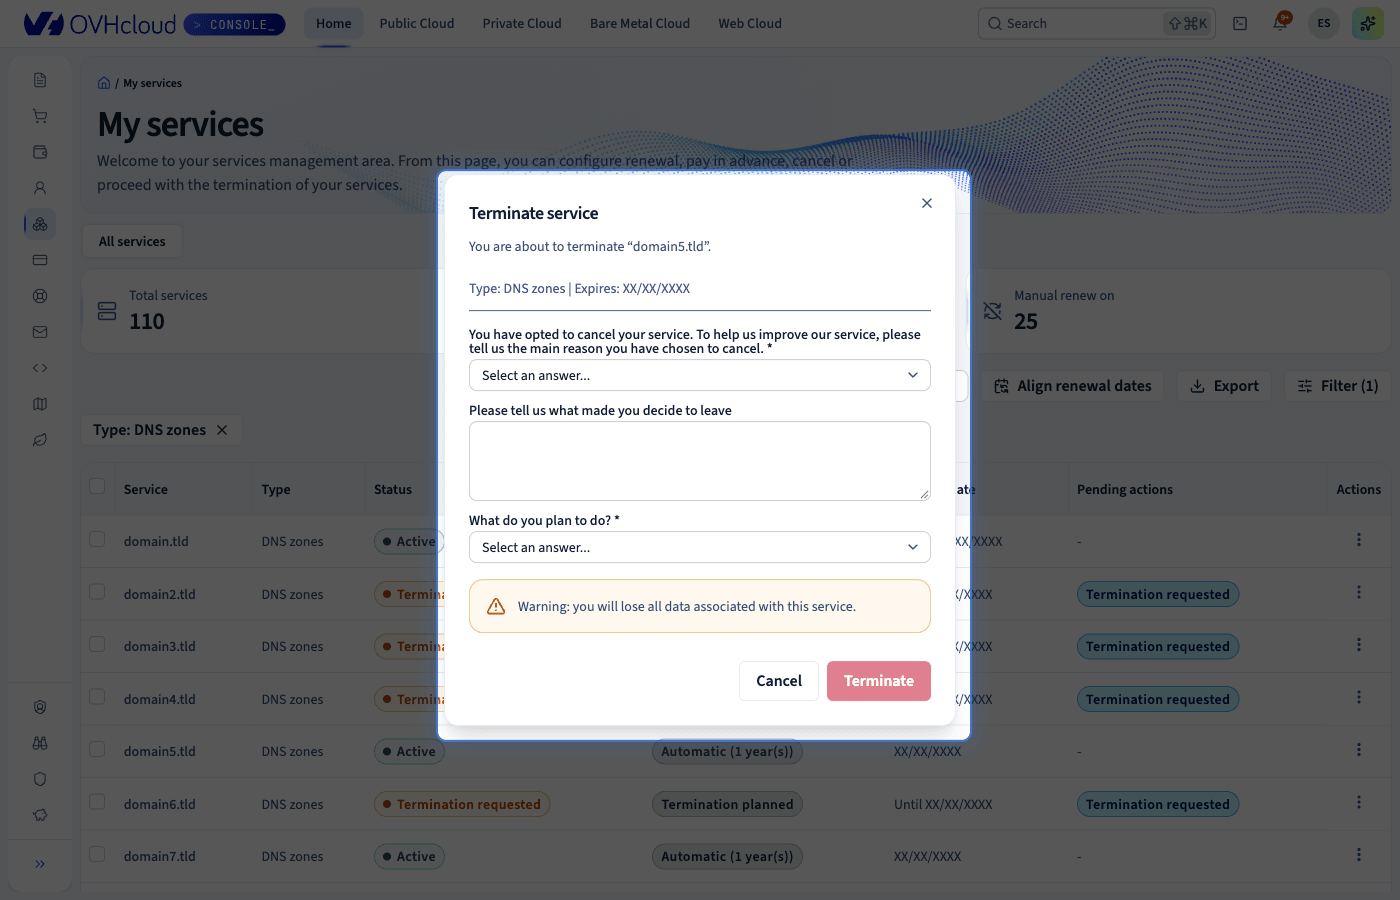 OVHcloud > CONSOLE_ Home Public Cloud Private Cloud Bare Metal Cloud Web Cloud Search ⇧⌘K 9+ ES
/ My services
My services
Welcome to your services management area. From this page, you can configure renewal, pay in advance, cancel or
proceed with the termination of your services.
All services
Total services
110
Manual renew on
25
Align renewal dates Export Filter (1)
Type: DNS zones
Service Type Status ate Pending actions Actions
domain.tld DNS zones Active XX/XXXX -
domain2.tld DNS zones Termina /XXXX Termination requested
domain3.tld DNS zones Termina /XXXX Termination requested
domain4.tld DNS zones Termina /XXXX Termination requested
domain5.tld DNS zones Active Automatic (1 year(s)) XX/XX/XXXX -
domain6.tld DNS zones Termination requested Termination planned Until XX/XX/XXXX Termination requested
domain7.tld DNS zones Active Automatic (1 year(s)) XX/XX/XXXX -
Terminate service
You are about to terminate “domain5.tld”.
Type: DNS zones | Expires: XX/XX/XXXX
You have opted to cancel your service. To help us improve our service, please
tell us the main reason you have chosen to cancel. *
Select an answer...
Please tell us what made you decide to leave
What do you plan to do? *
Select an answer...
Warning: you will lose all data associated with this service.
Cancel Terminate